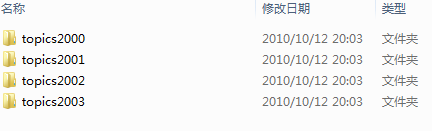 名称 修改日期 类型
topics2000 2010/10/12 20:03 文件夹
topics2001 2010/10/12 20:03 文件夹
topics2002 2010/10/12 20:03 文件夹
topics2003 2010/10/12 20:03 文件夹